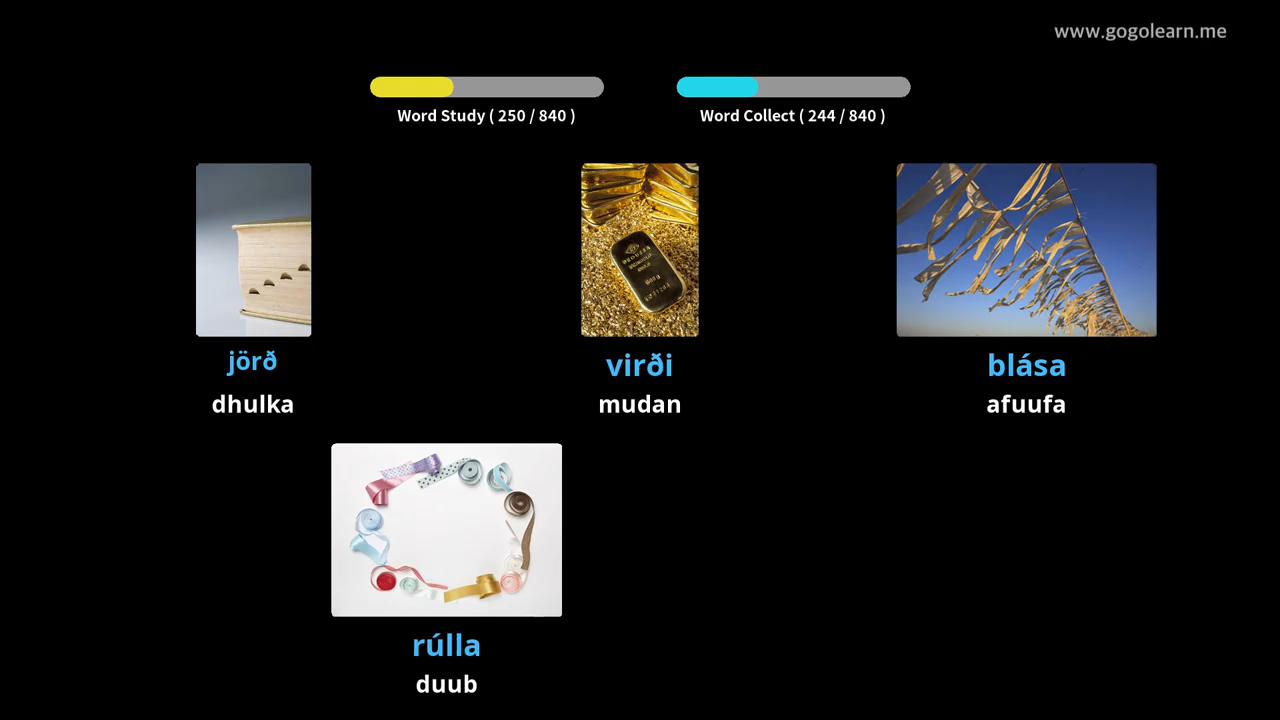 www.gogolearn.me
Word Study ( 250 / 840 )
Word Collect ( 244 / 840 )
jörð
dhulka
virði
mudan
blása
afuufa
rúlla
duub